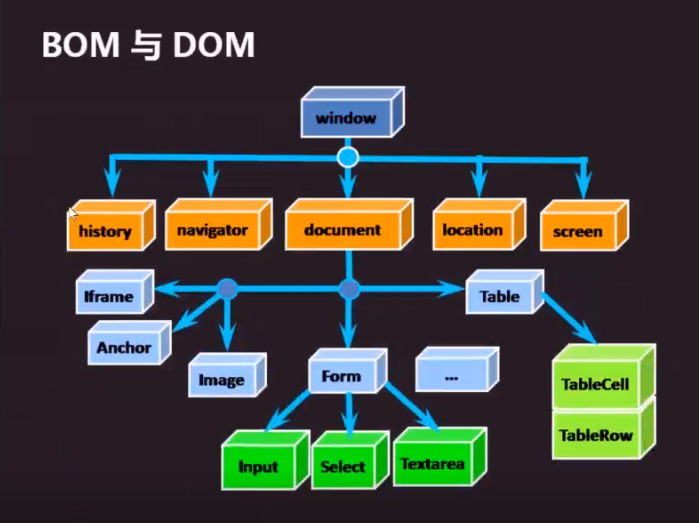 BOM 与 DOM
window
history
navigator
document
location
screen
Iframe
Table
Anchor
Image
Form
...
TableCell
TableRow
Input
Select
Textarea